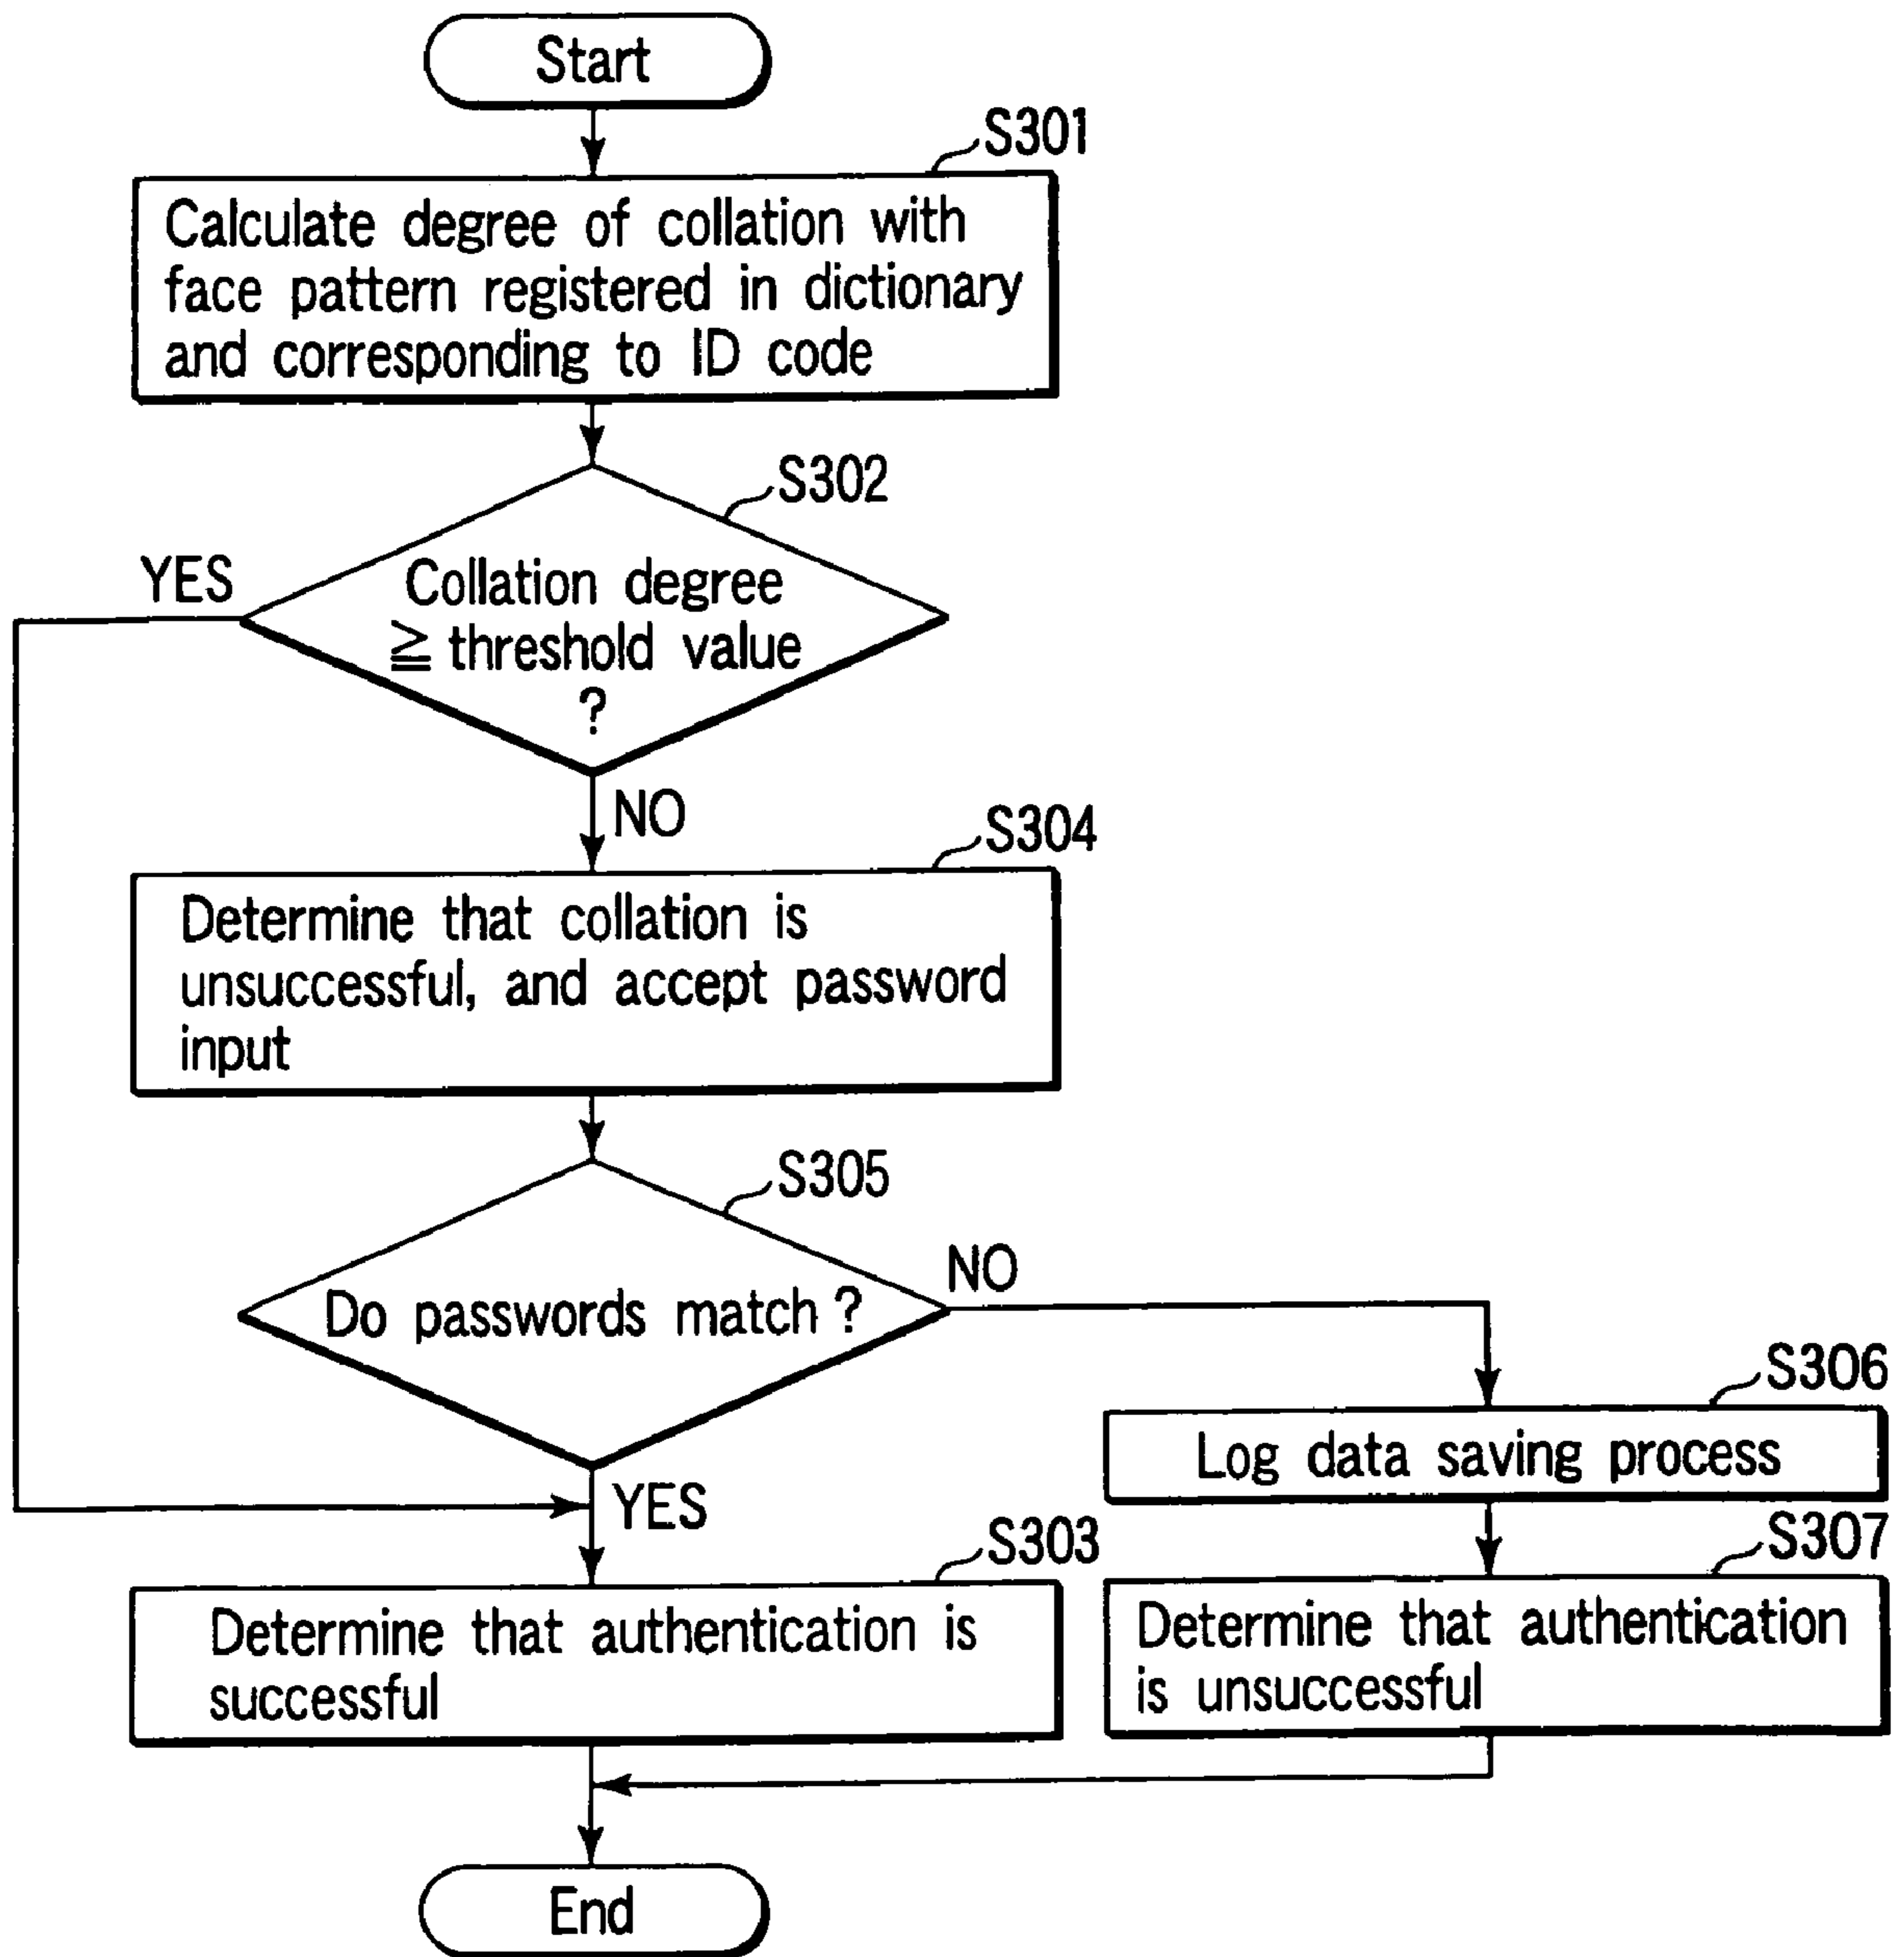 Start
S301
Calculate degree of collation with
face pattern registered in dictionary
and corresponding to ID code
S302
YES
Collation degree
≧ threshold value
?
NO
S304
Determine that collation is
unsuccessful, and accept password
input
S305
NO
Do passwords match ?
S306
Log data saving process
YES
S303
S307
Determine that authentication is
successful
Determine that authentication
is unsuccessful
End